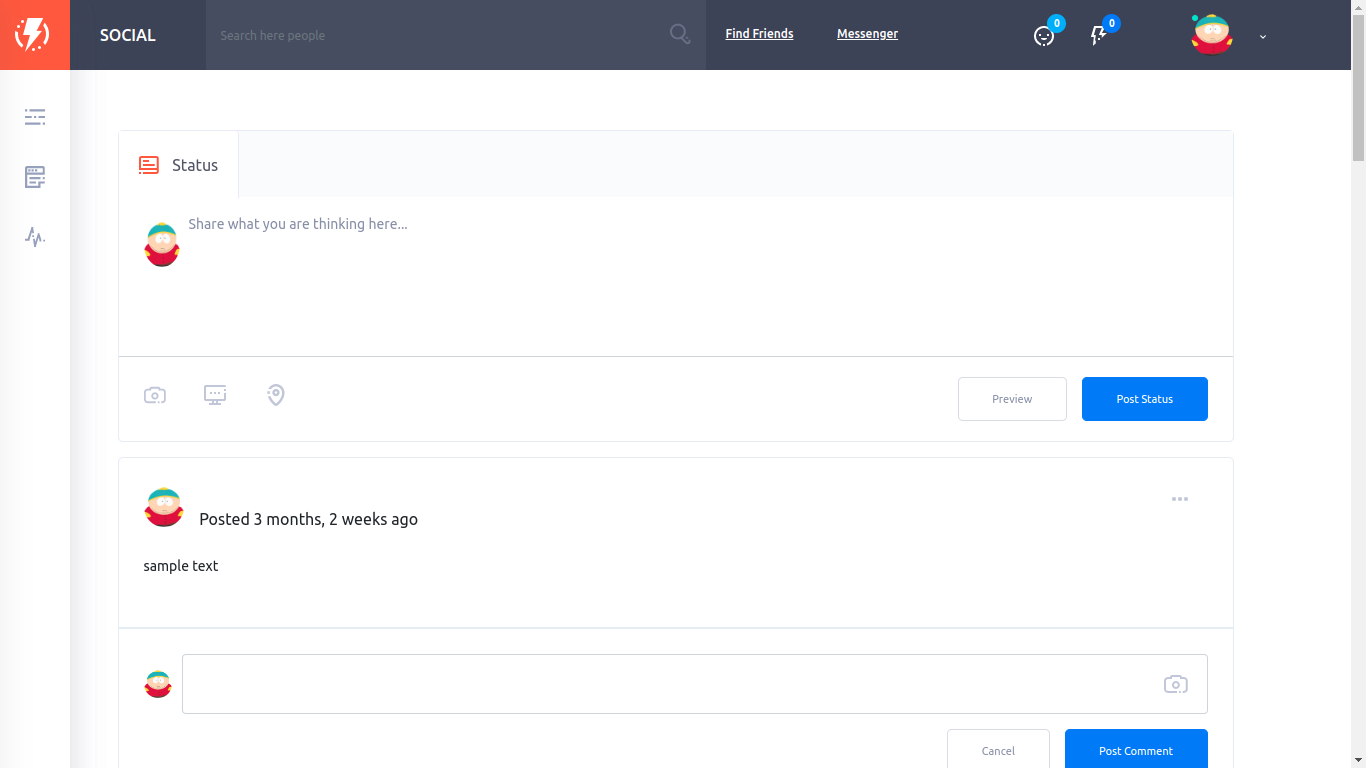 SOCIAL
Search here people
Find Friends
Messenger
0
0
Status
Share what you are thinking here...
Preview
Post Status
Posted 3 months, 2 weeks ago
sample text
Cancel
Post Comment